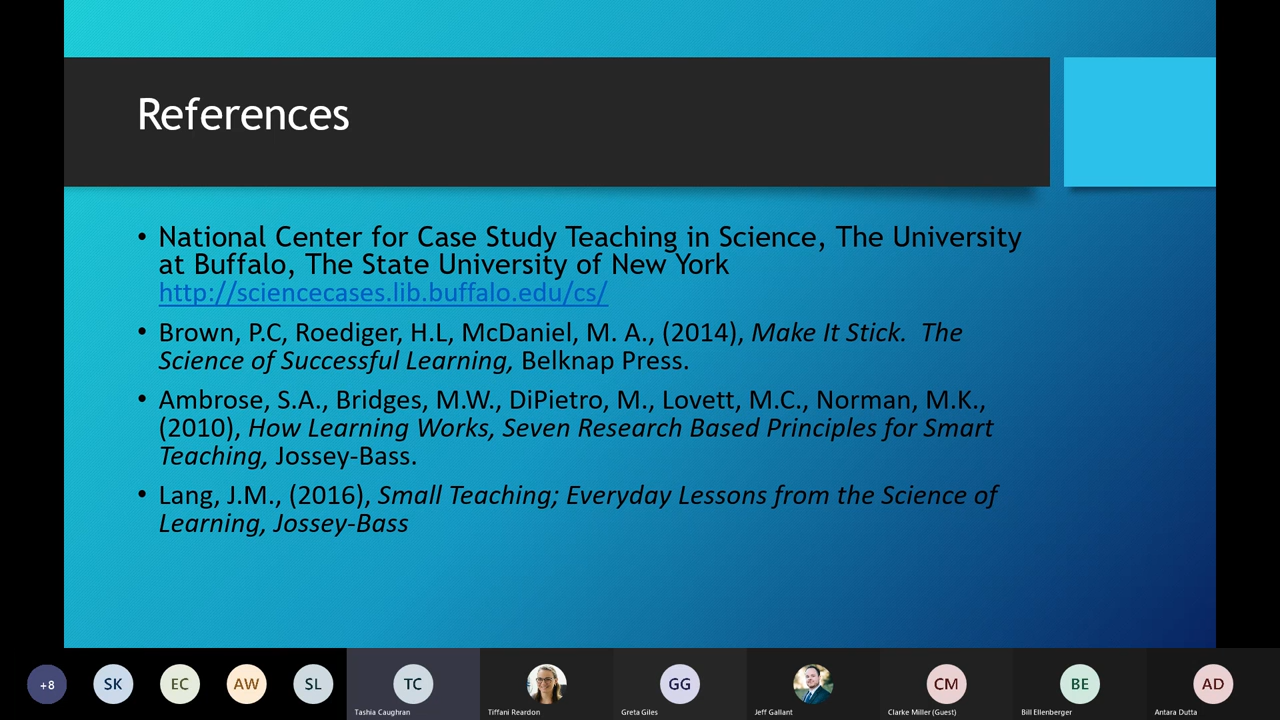 References
• National Center for Case Study Teaching in Science, The University
at Buffalo, The State University of New York
http://sciencecases.lib.buffalo.edu/cs/
• Brown, P.C, Roediger, H.L, McDaniel, M. A., (2014), Make It Stick.  The
Science of Successful Learning, Belknap Press.
• Ambrose, S.A., Bridges, M.W., DiPietro, M., Lovett, M.C., Norman, M.K.,
(2010), How Learning Works, Seven Research Based Principles for Smart
Teaching, Jossey-Bass.
• Lang, J.M., (2016), Small Teaching; Everyday Lessons from the Science of
Learning, Jossey-Bass
+8 SK EC AW SL TC GG CM BE AD
Tashia Caughran Tiffani Reardon Greta Giles Jeff Gallant Clarke Miller (Guest) Bill Ellenberger Antara Dutta